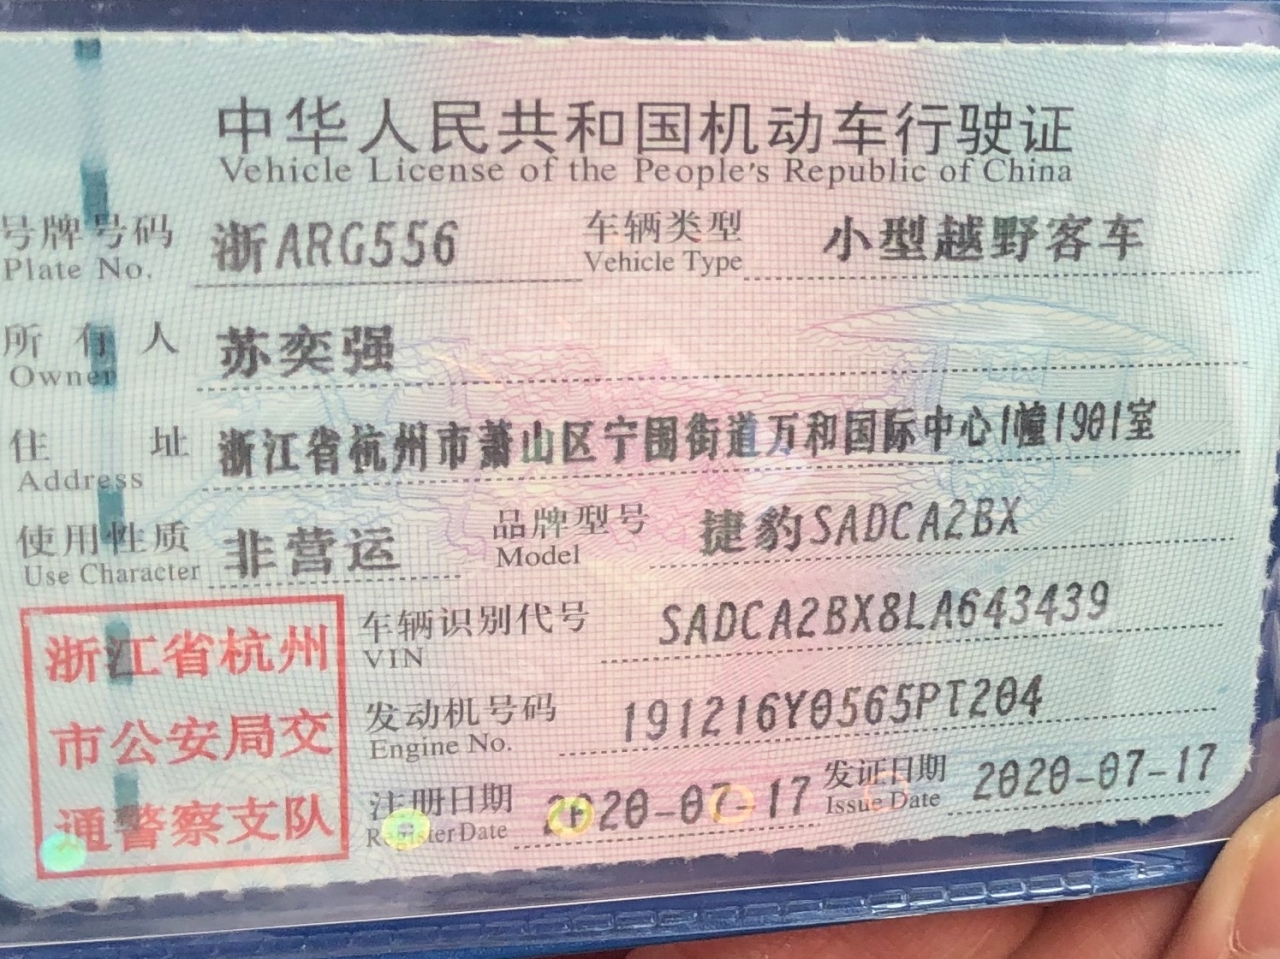 中华人民共和国机动车行驶证
Vehicle License of the People's Republic of China
号牌号码 浙ARG556 车辆类型 小型越野客车
Plate No. Vehicle Type
所有人 苏奕强
Owner
住址 浙江省杭州市萧山区宁围街道万和国际中心1幢1901室
Address
使用性质 非营运 品牌型号 捷豹SADCA2BX
Use Character Model
浙江省杭州
市公安局交
通警察支队
车辆识别代号 SADCA2BX8LA643439
VIN
发动机号码 191216Y0565PT204
Engine No.
注册日期 2020-07-17 发证日期 2020-07-17
Register Date Issue Date